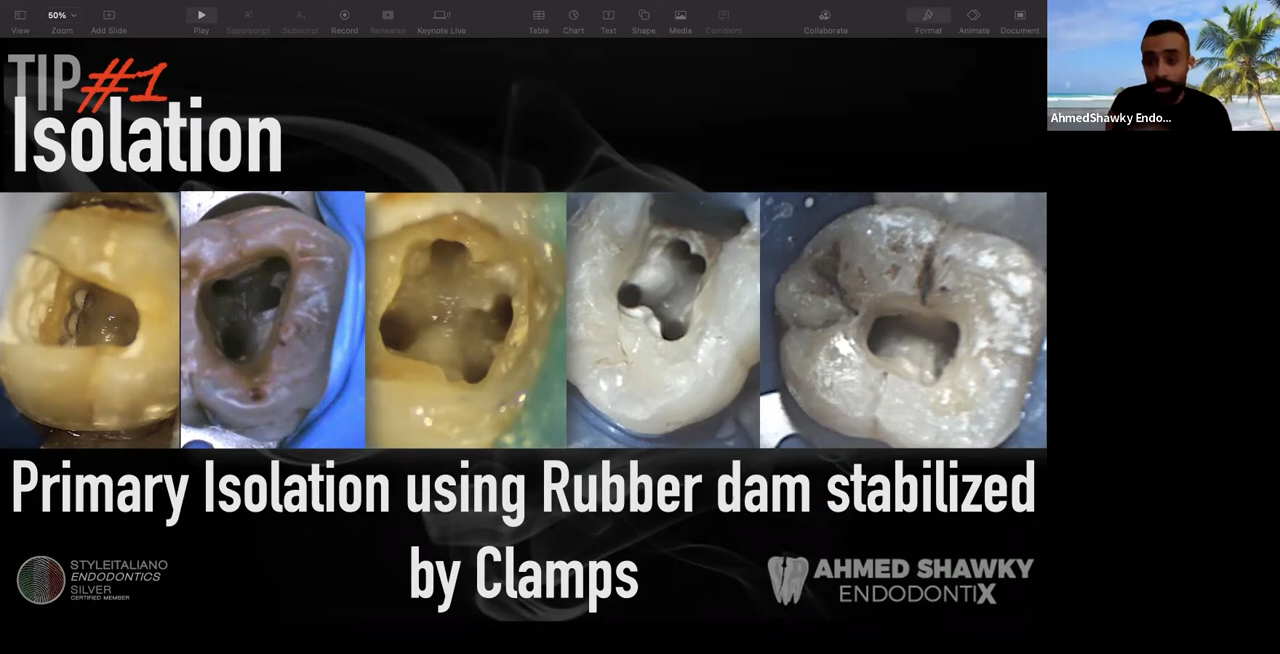 50%
View
Zoom
Add Slide
Play
Superscript
Subscript
Record
Rehearse
Keynote Live
Table
Chart
Text
Shape
Media
Comment
Collaborate
Format
Animate
Document
AhmedShawky Endo...
TIP #1
Isolation
Primary Isolation using Rubber dam stabilized
by Clamps
STYLEITALIANO
ENDODONTICS
SILVER
CERTIFIED MEMBER
AHMED SHAWKY
ENDODONTIX